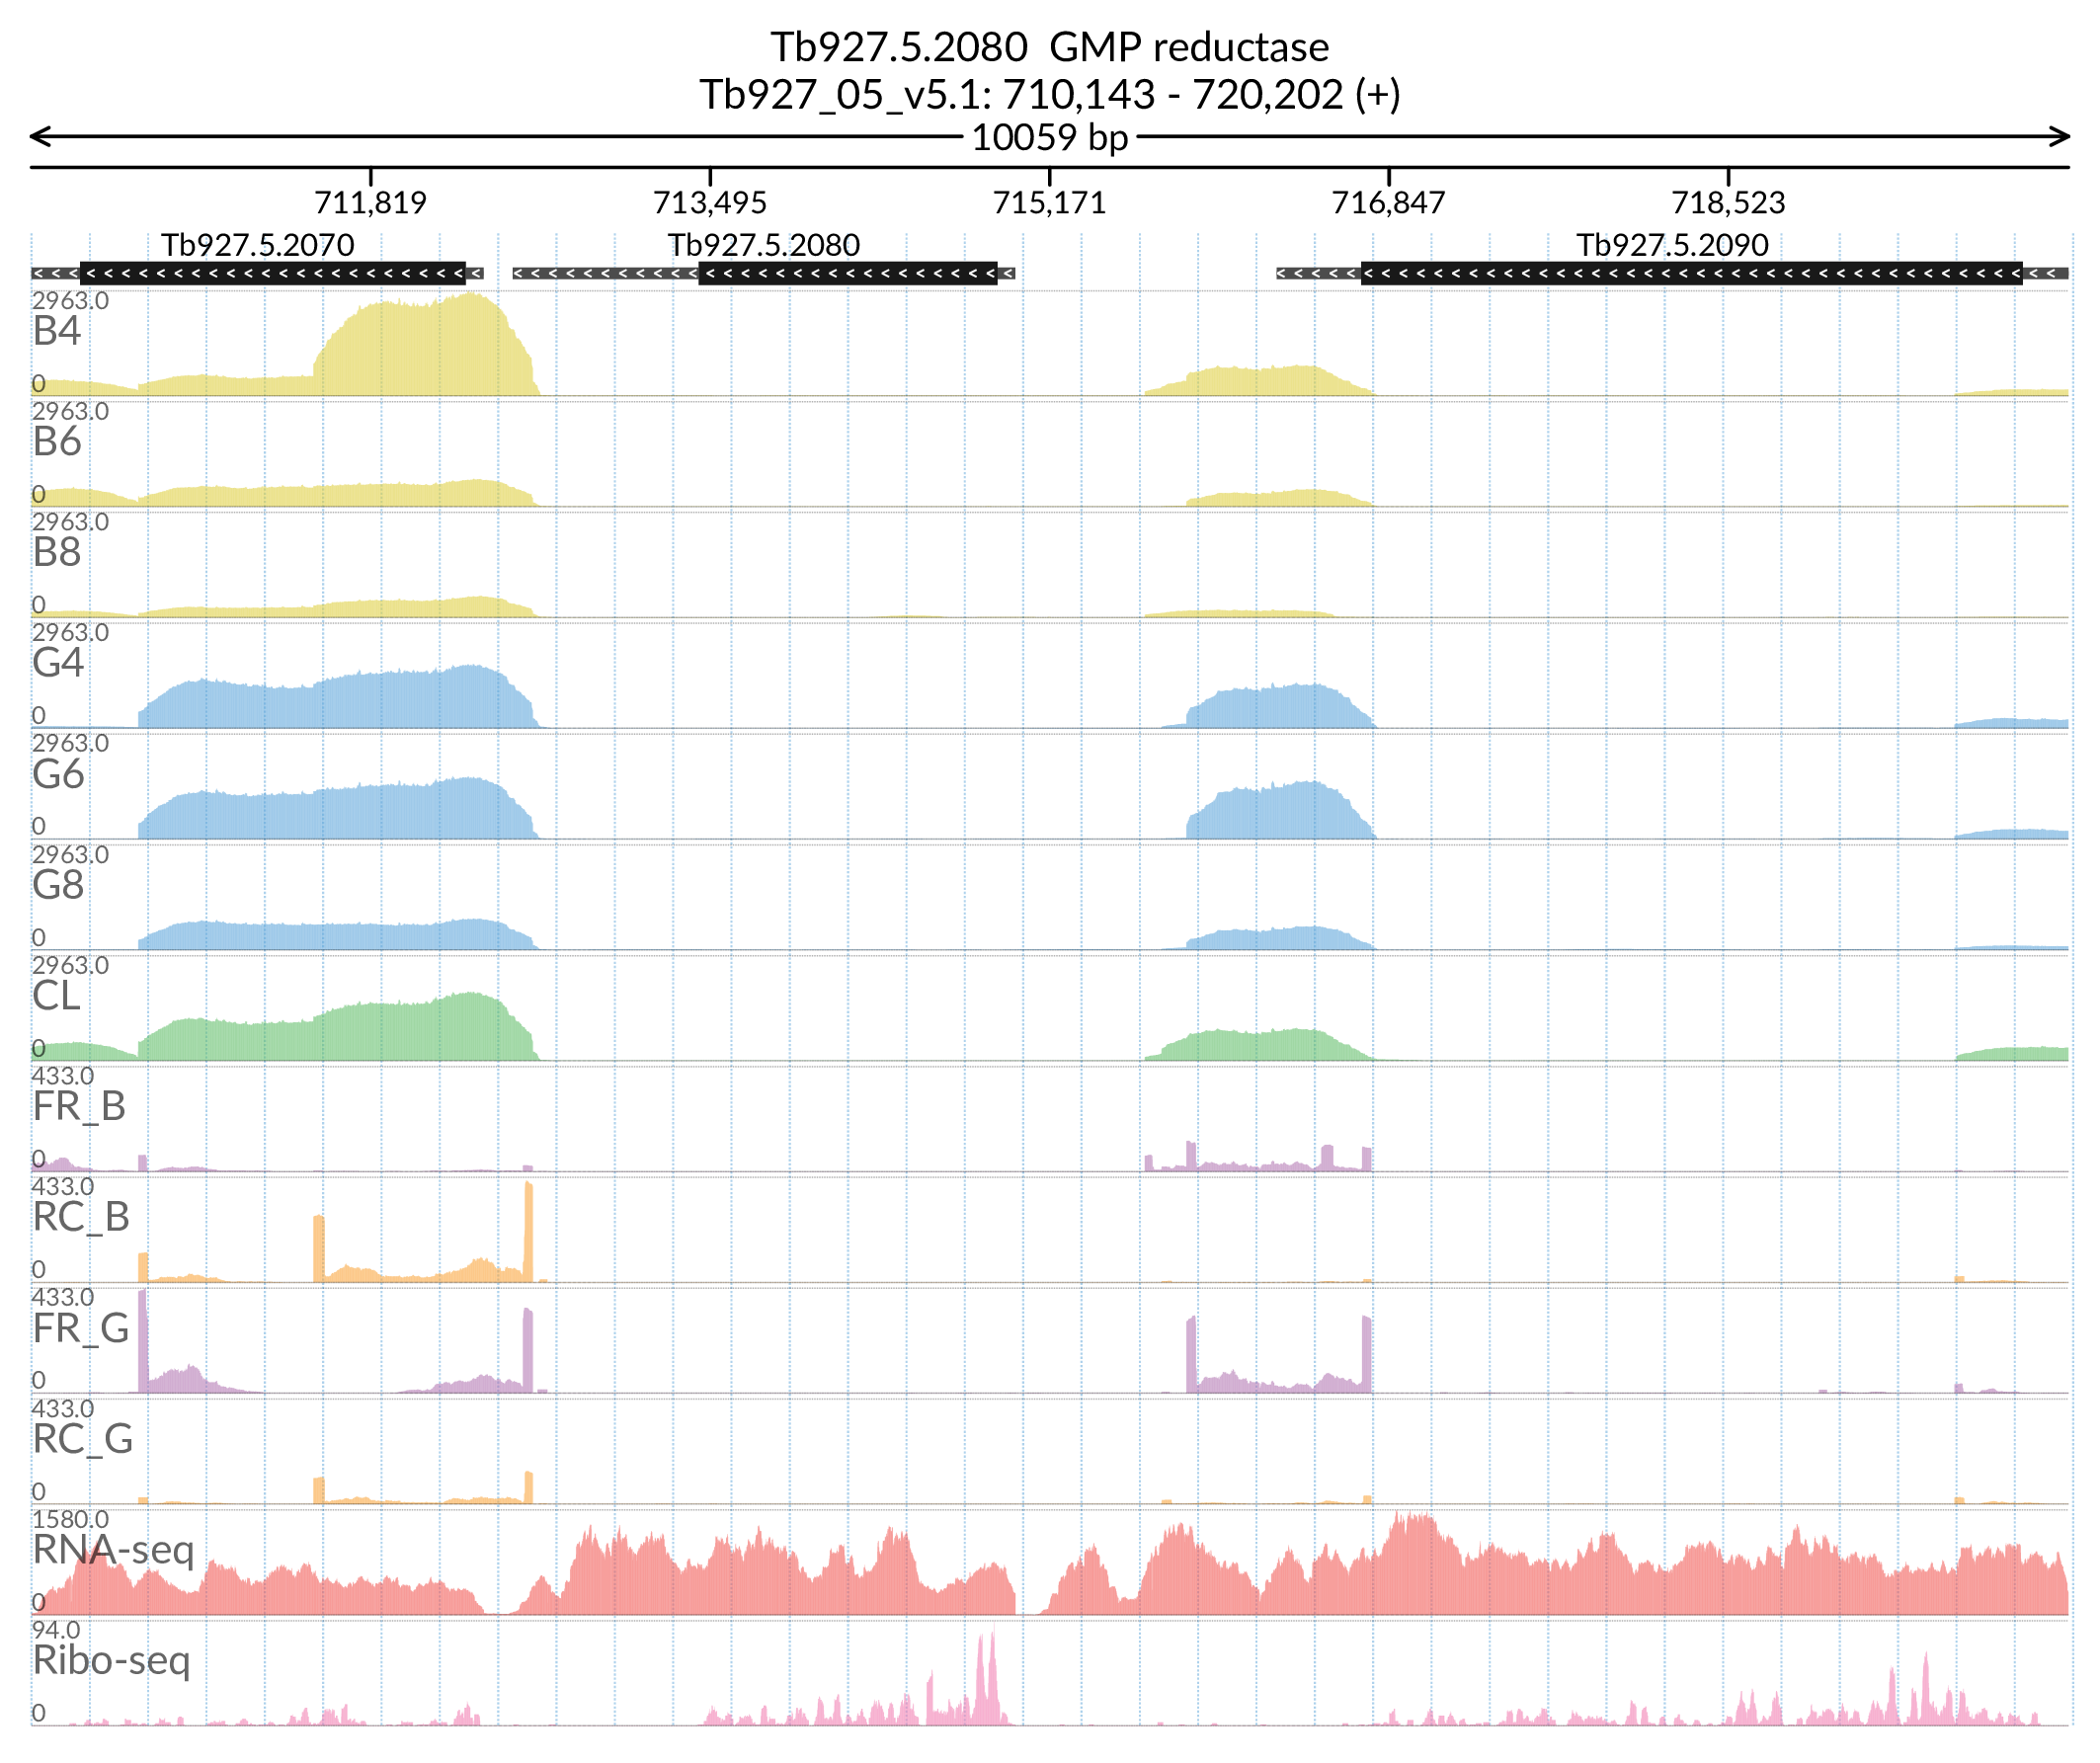 Tb927.5.2080  GMP reductase
Tb927_05_v5.1: 710,143 - 720,202 (+)
10059 bp
711,819 713,495 715,171 716,847 718,523
Tb927.5.2070 Tb927.5.2080 Tb927.5.2090
2963.0
B4
0
2963.0
B6
0
2963.0
B8
0
2963.0
G4
0
2963.0
G6
0
2963.0
G8
0
2963.0
CL
0
433.0
FR_B
0
433.0
RC_B
0
433.0
FR_G
0
433.0
RC_G
0
1580.0
RNA-seq
0
94.0
Ribo-seq
0